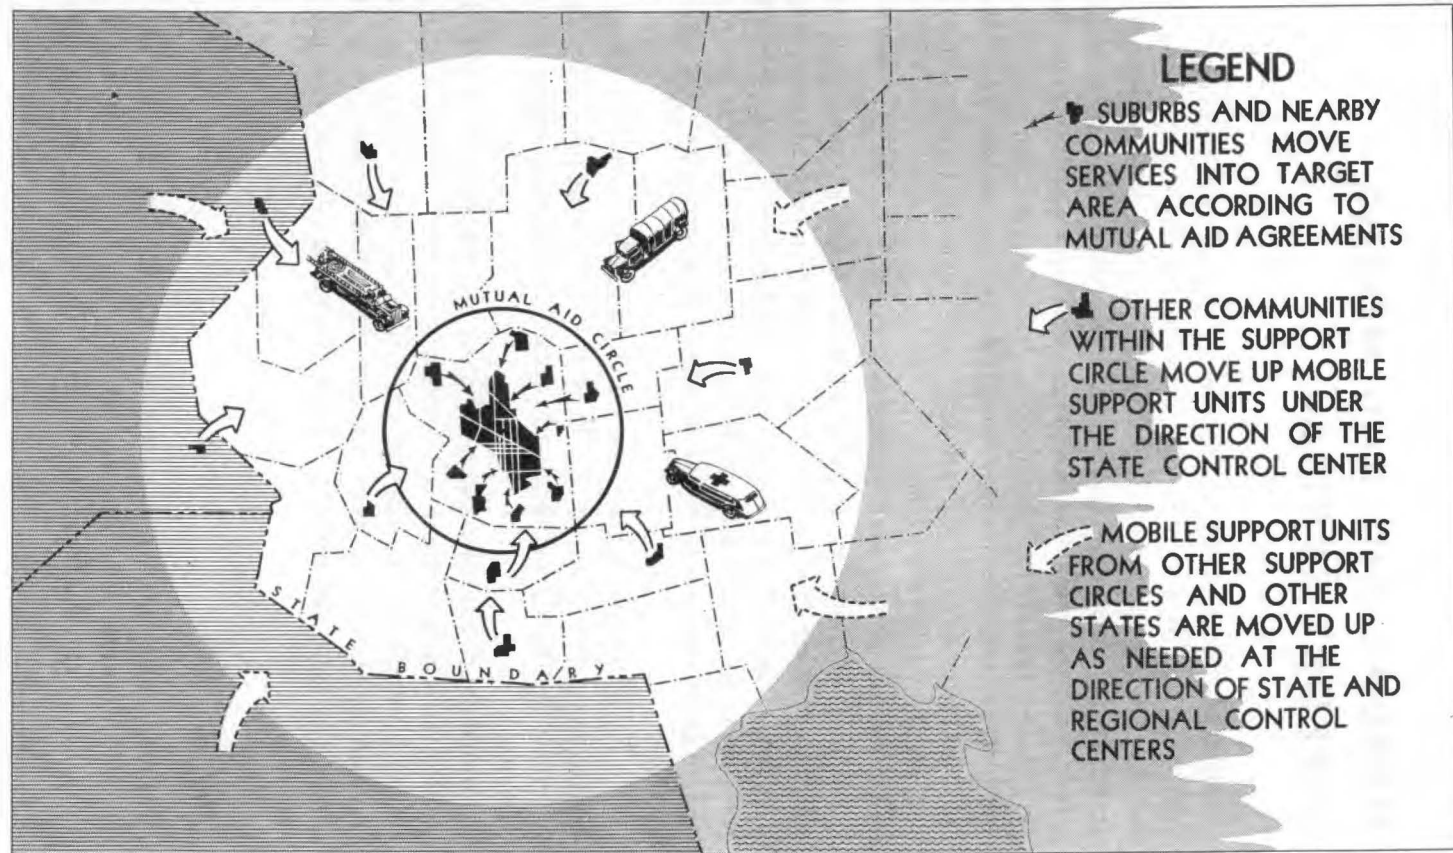 MUTUAL AID CIRCLE
STATE BOUNDARY
LEGEND
SUBURBS AND NEARBY
COMMUNITIES MOVE
SERVICES INTO TARGET
AREA ACCORDING TO
MUTUAL AID AGREEMENTS
OTHER COMMUNITIES
WITHIN THE SUPPORT
CIRCLE MOVE UP MOBILE
SUPPORT UNITS UNDER
THE DIRECTION OF THE
STATE CONTROL CENTER
MOBILE SUPPORT UNITS
FROM OTHER SUPPORT
CIRCLES AND OTHER
STATES ARE MOVED UP
AS NEEDED AT THE
DIRECTION OF STATE AND
REGIONAL CONTROL
CENTERS